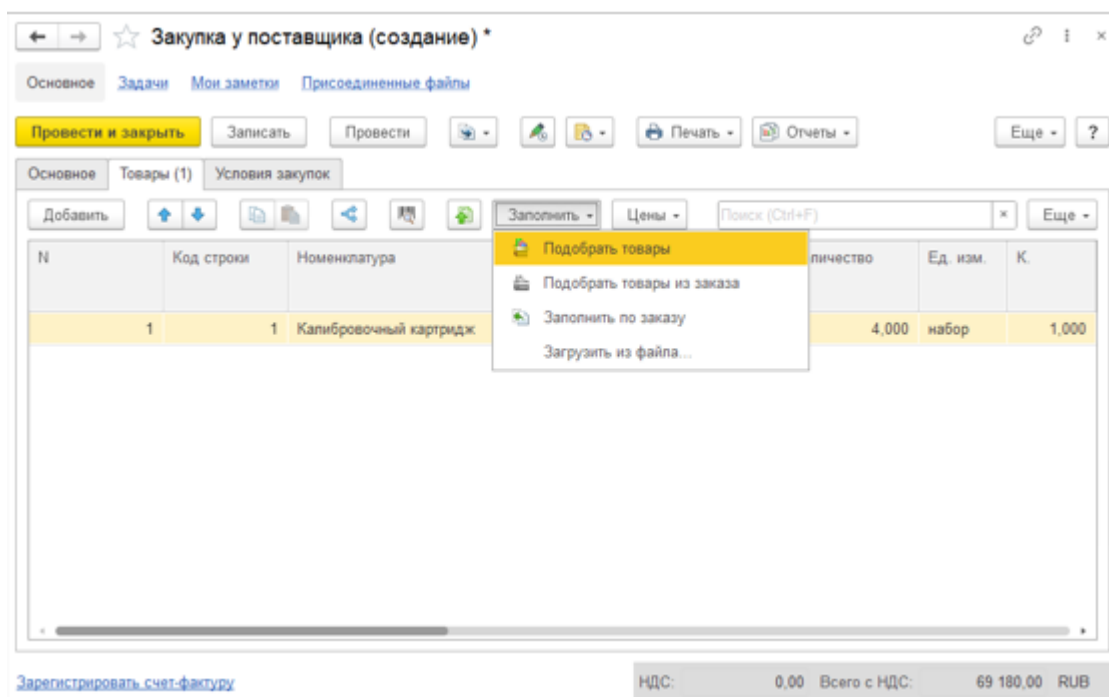 Закупка у поставщика (создание) *
Основное Задачи Мои заметки Присоединенные файлы
Провести и закрыть Записать Провести Печать Отчеты Еще ?
Основное Товары (1) Условия закупок
Добавить Заполнить Цены Поиск (Ctrl+F) × Еще
N Код строки Номенклатура личество Ед. изм. К.
Подобрать товары
Подобрать товары из заказа
Заполнить по заказу
1 1 Калибровочный картридж 4,000 набор 1,000
Загрузить из файла...
Зарегистрировать счет-фактуру НДС: 0,00 Всего с НДС: 69 180,00 RUB